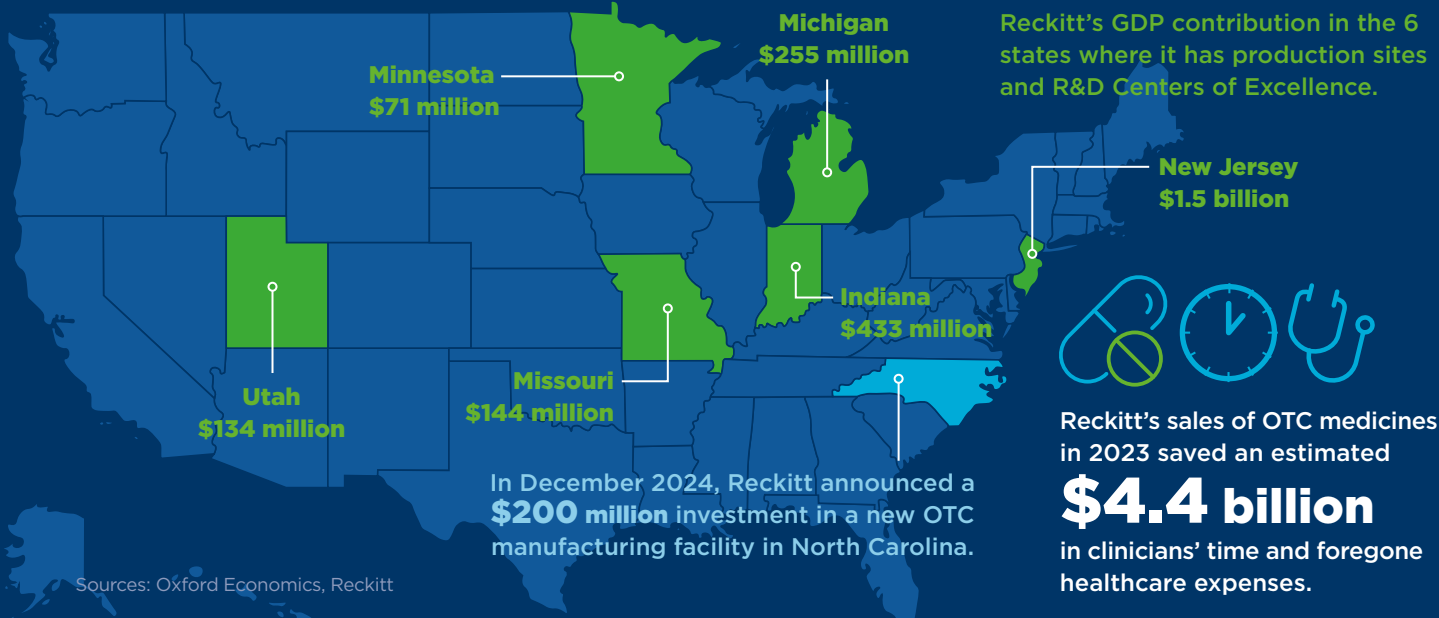 Michigan
$255 million
Reckitt’s GDP contribution in the 6
states where it has production sites
and R&D Centers of Excellence.
Minnesota
$71 million
New Jersey
$1.5 billion
Indiana
$433 million
Missouri
$144 million
Utah
$134 million
In December 2024, Reckitt announced a
$200 million investment in a new OTC
manufacturing facility in North Carolina.
Reckitt’s sales of OTC medicines
in 2023 saved an estimated
$4.4 billion
in clinicians’ time and foregone
healthcare expenses.
Sources: Oxford Economics, Reckitt